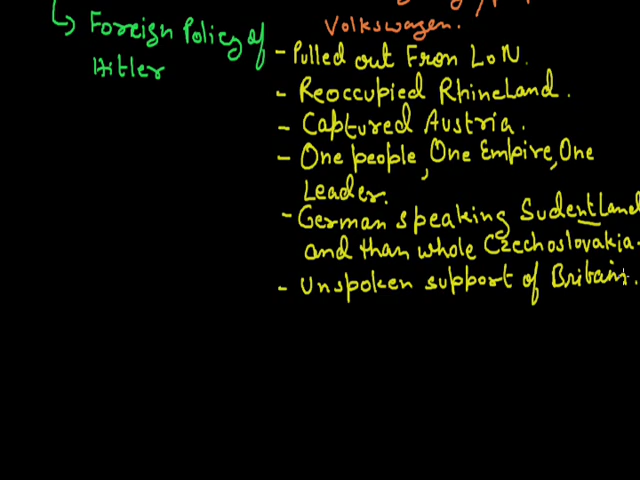 Volkswagen.
Foreign Policy of
Hitler
- Pulled out From LoN.
- Reoccupied Rhineland.
- Captured Austria.
- One people, One Empire, One
Leader.
- German speaking Sudentland
and than whole Czechoslovakia.
- Unspoken support of Britain.